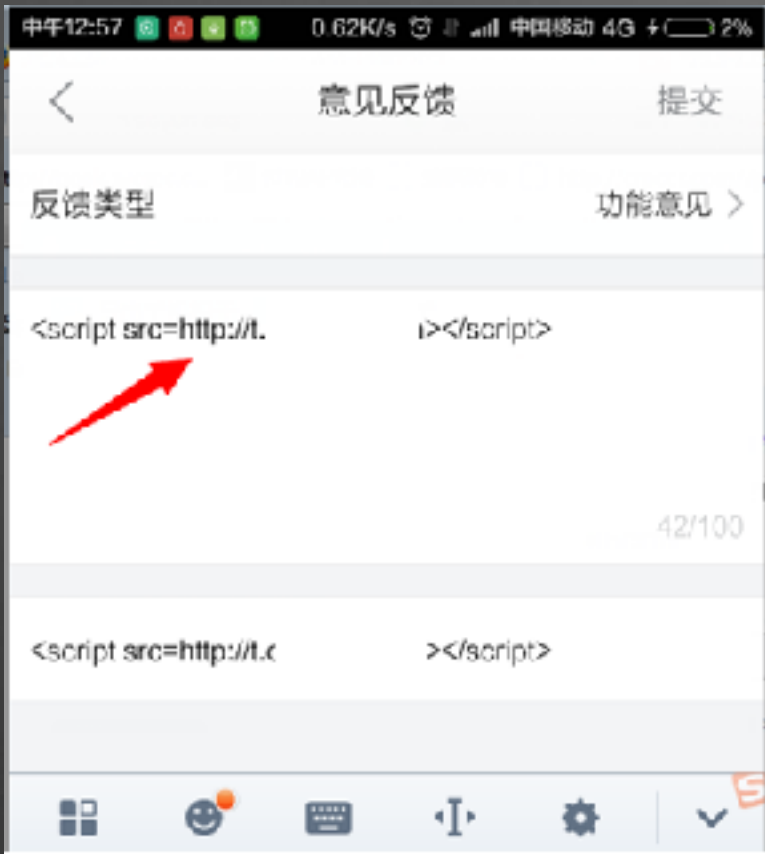 中午12:57 0.62K/s 中国移动 4G 2%
意见反馈 提交
反馈类型 功能意见
<script src=http://t. ></script>
42/100
<script src=http://t.c ></script>